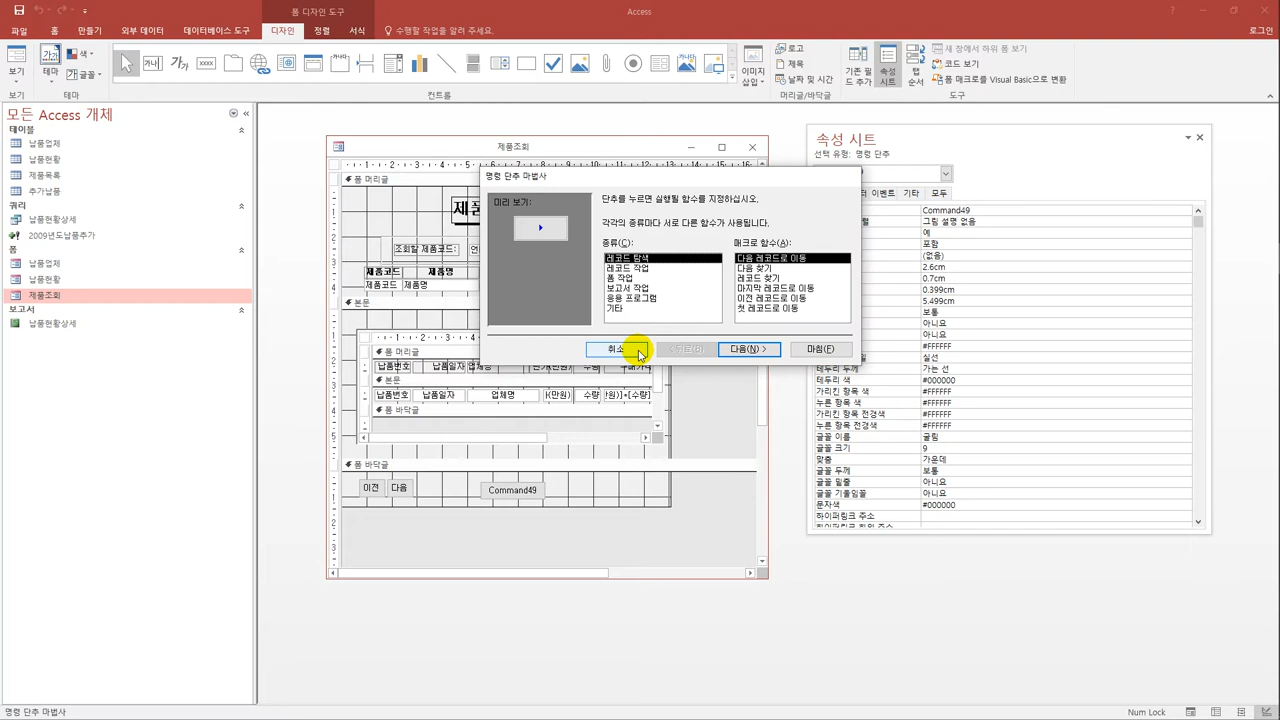 폼 디자인 도구
Access
파일
홈
만들기
외부 데이터
데이터베이스 도구
디자인
정렬
서식
수행할 작업을 알려 주세요.
로그인
보기
테마
색
가
글꼴
가나
xxxx
이미지
삽입
로고
제목
날짜 및 시간
기존 필
드 추가
속성
시트
탭
순서
새 창에서 하위 폼 보기
코드 보기
폼 매크로를 Visual Basic으로 변환
보기
테마
컨트롤
머리글/바닥글
도구
모든 Access 개체
테이블
납품업체
납품현황
제품목록
추가납품
쿼리
납품현황상세
2009년도납품추가
폼
납품업체
납품현황
제품조회
보고서
납품현황상세
제품조회
폼 머리글
조회할 제품코드:
제품코드
제품명
제품코드
제품명
본문
폼 머리글
납품번호
납품일자
업체명
본문
납품번호
납품일자
업체명
[(만원)]
수량
폼 바닥글
폼 바닥글
이전
다음
Command49
명령 단추 마법사
미리 보기:
단추를 누르면 실행될 함수를 지정하십시오.
각각의 종류마다 서로 다른 함수가 사용됩니다.
종류(C):
매크로 함수(A):
레코드 탐색
레코드 작업
폼 작업
보고서 작업
응용 프로그램
기타
다음 레코드로 이동
다음 찾기
레코드 찾기
마지막 레코드로 이동
이전 레코드로 이동
첫 레코드로 이동
취소
< 뒤로(B)
다음(N) >
마침(F)
속성 시트
선택 유형: 명령 단추
이벤트
기타
모두
Command49
그림 설명 없음
예
포함
(없음)
2.6cm
0.7cm
0.399cm
5.499cm
보통
아니요
아니요
#FFFFFF
실선
가는 선
테두리 색
#000000
가리킨 항목 색
#FFFFFF
누른 항목 색
#FFFFFF
가리킨 항목 전경색
#FFFFFF
누른 항목 전경색
#FFFFFF
글꼴 이름
굴림
글꼴 크기
9
맞춤
가운데
글꼴 두께
보통
글꼴 밑줄
아니요
글꼴 기울임꼴
아니요
문자색
#000000
하이퍼링크 주소
하이퍼링크 하위 주소
명령 단추 마법사
Num Lock